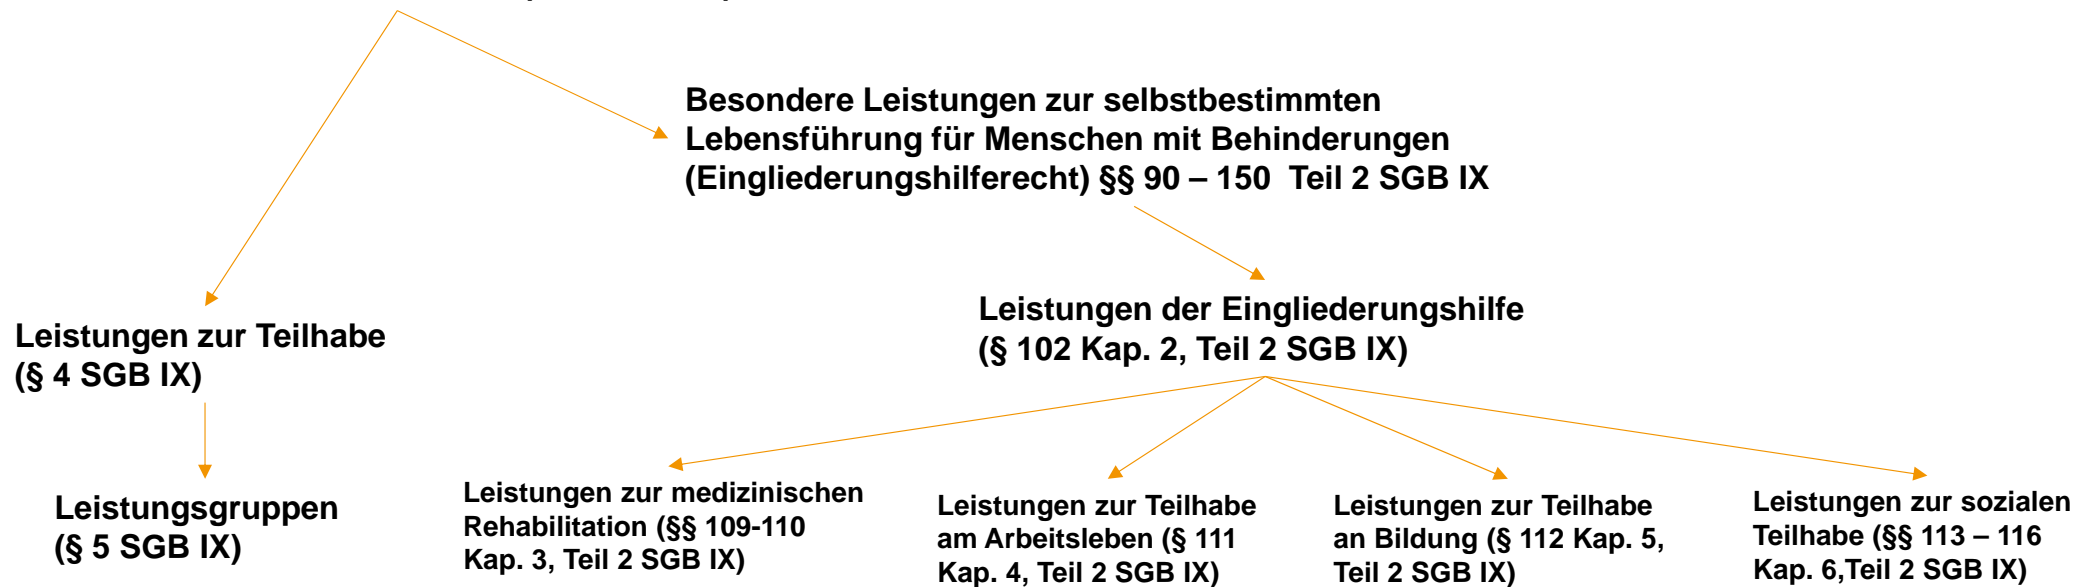 Besondere Leistungen zur selbstbestimmten
Lebensführung für Menschen mit Behinderungen
(Eingliederungshilferecht) §§ 90 – 150 Teil 2 SGB IX
Leistungen der Eingliederungshilfe
(§ 102 Kap. 2, Teil 2 SGB IX)
Leistungen zur Teilhabe
(§ 4 SGB IX)
Leistungsgruppen
(§ 5 SGB IX)
Leistungen zur medizinischen
Rehabilitation (§§ 109-110
Kap. 3, Teil 2 SGB IX)
Leistungen zur Teilhabe
am Arbeitsleben (§ 111
Kap. 4, Teil 2 SGB IX)
Leistungen zur Teilhabe
an Bildung (§ 112 Kap. 5,
Teil 2 SGB IX)
Leistungen zur sozialen
Teilhabe (§§ 113 – 116
Kap. 6,Teil 2 SGB IX)